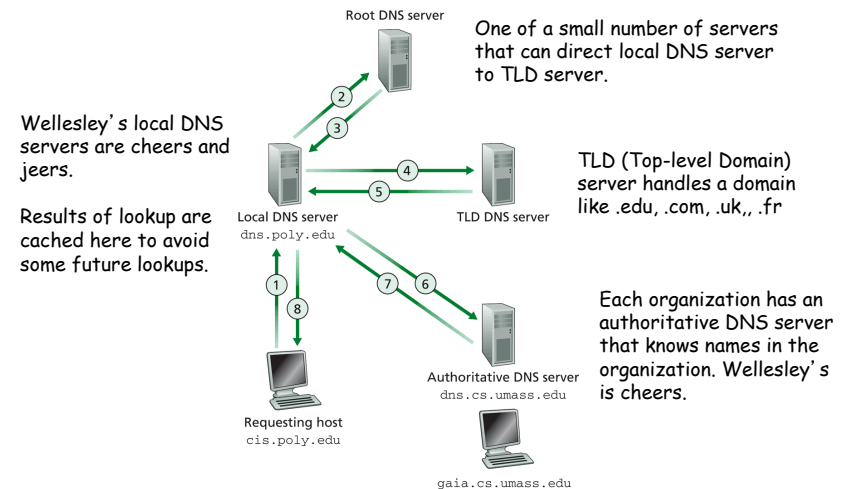 Root DNS server
One of a small number of servers
that can direct local DNS server
to TLD server.
2
3
Wellesley's local DNS
servers are cheers and
jeers.
4
5
TLD (Top-level Domain)
server handles a domain
like .edu, .com, .uk,, .fr
Results of lookup are
cached here to avoid
some future lookups.
Local DNS server
dns.poly.edu
TLD DNS server
1
8
7
6
Each organization has an
authoritative DNS server
that knows names in the
organization. Wellesley's
is cheers.
Authoritative DNS server
dns.cs.umass.edu
Requesting host
cis.poly.edu
gaia.cs.umass.edu